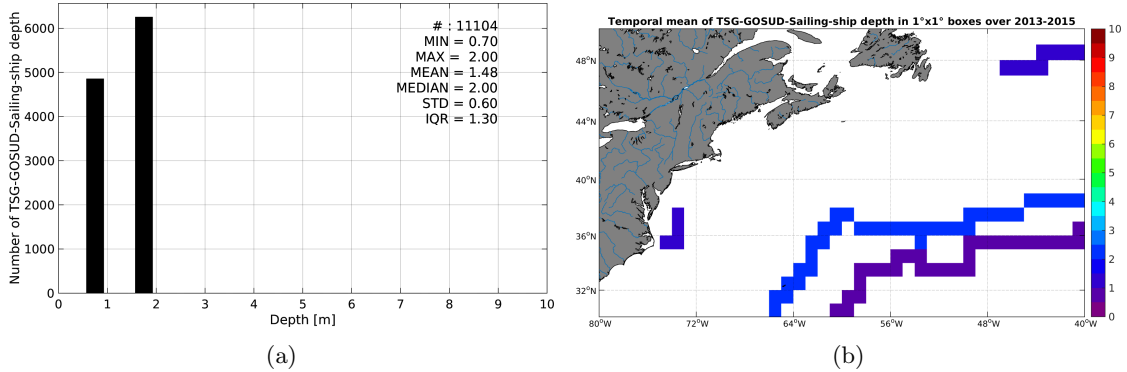 Number of TSG-GOSUD-Sailing-ship depth
6000
5000
4000
3000
2000
1000
0
# : 11104
MIN = 0.70
MAX = 2.00
MEAN = 1.48
MEDIAN = 2.00
STD = 0.60
IQR = 1.30
0 1 2 3 4 5 6 7 8 9 10
Depth [m]
(a)
Temporal mean of TSG-GOSUD-Sailing-ship depth in 1°x1° boxes over 2013-2015
48°N
44°N
40°N
36°N
32°N
80°W 72°W 64°W 56°W 48°W 40°W
10
9
8
7
6
5
4
3
2
1
0
(b)